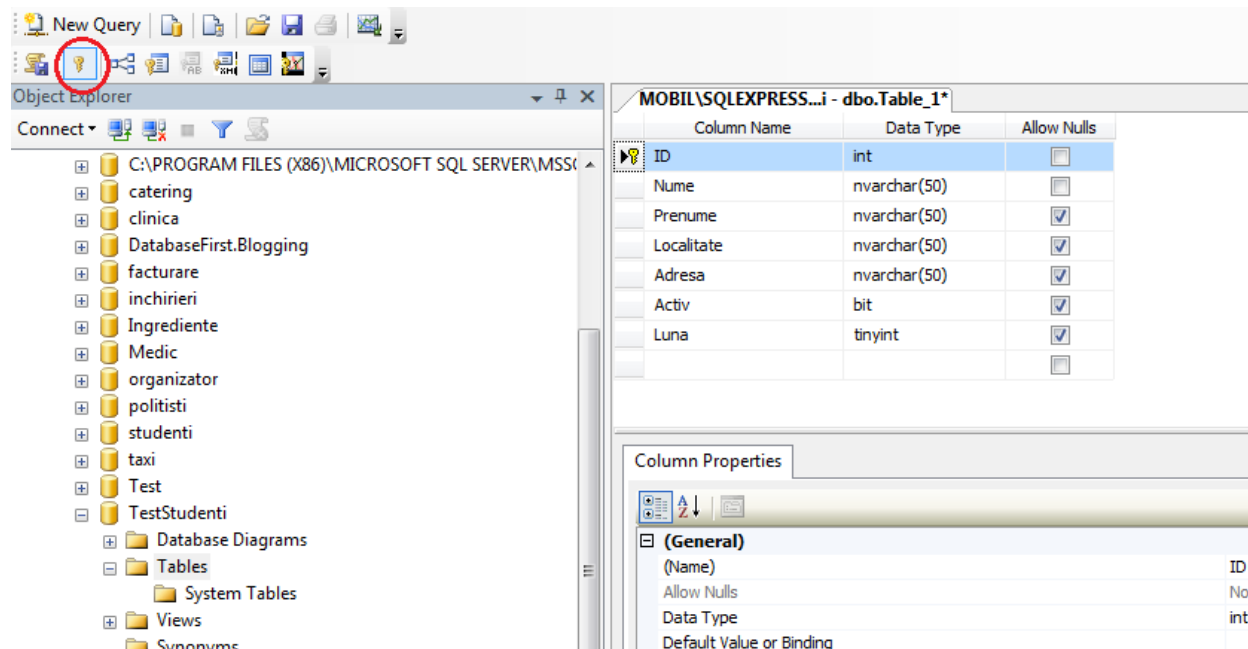 New Query
Object Explorer
Connect
C:\PROGRAM FILES (X86)\MICROSOFT SQL SERVER\MSS
catering
clinica
DatabaseFirst.Blogging
facturare
inchirieri
Ingrediente
Medic
organizator
politisti
studenti
taxi
Test
TestStudenti
Database Diagrams
Tables
System Tables
Views
Synonyms
MOBIL\SQLEXPRESS...i - dbo.Table_1*
Column Name Data Type Allow Nulls
ID int
Nume nvarchar(50)
Prenume nvarchar(50)
Localitate nvarchar(50)
Adresa nvarchar(50)
Activ bit
Luna tinyint
Column Properties
(General)
(Name) ID
Allow Nulls No
Data Type int
Default Value or Binding